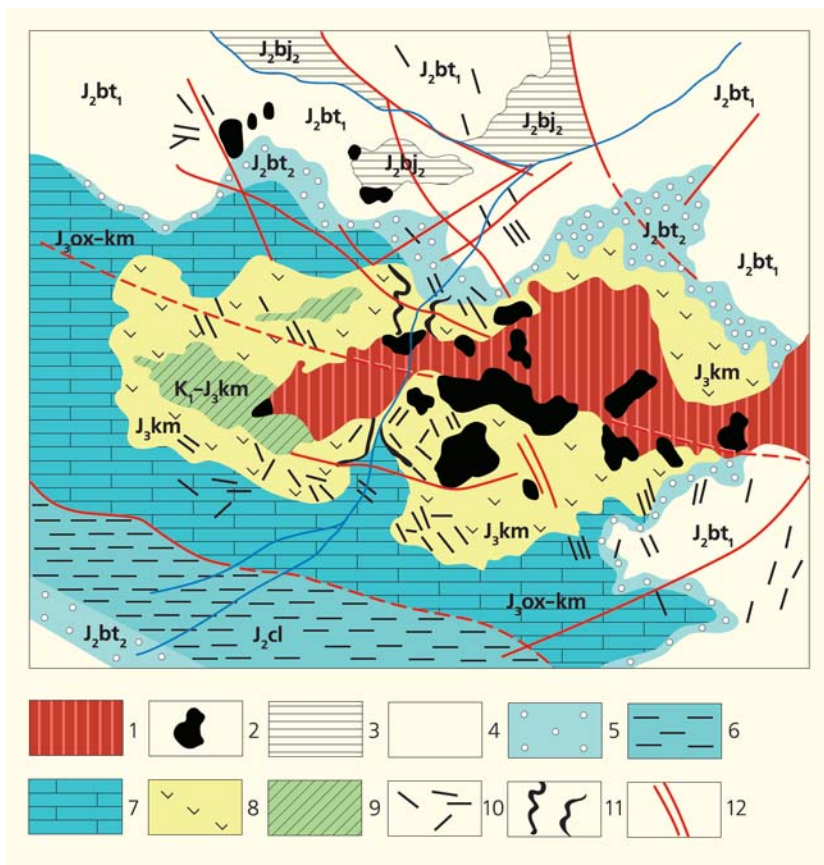 J₂bj₂
J₂bt₁
J₂bt₁
J₂bt₁
J₂bt₁
J₂bj₂
J₂bt₂
J₂bj₂
J₃ox–km
J₂bt₂
J₂bt₁
J₃km
K₁–J₃km
J₃km
J₃km
J₂bt₁
J₃ox–km
J₂bt₂
J₂cl
1 2 3 4 5 6
7 8 9 10 11 12